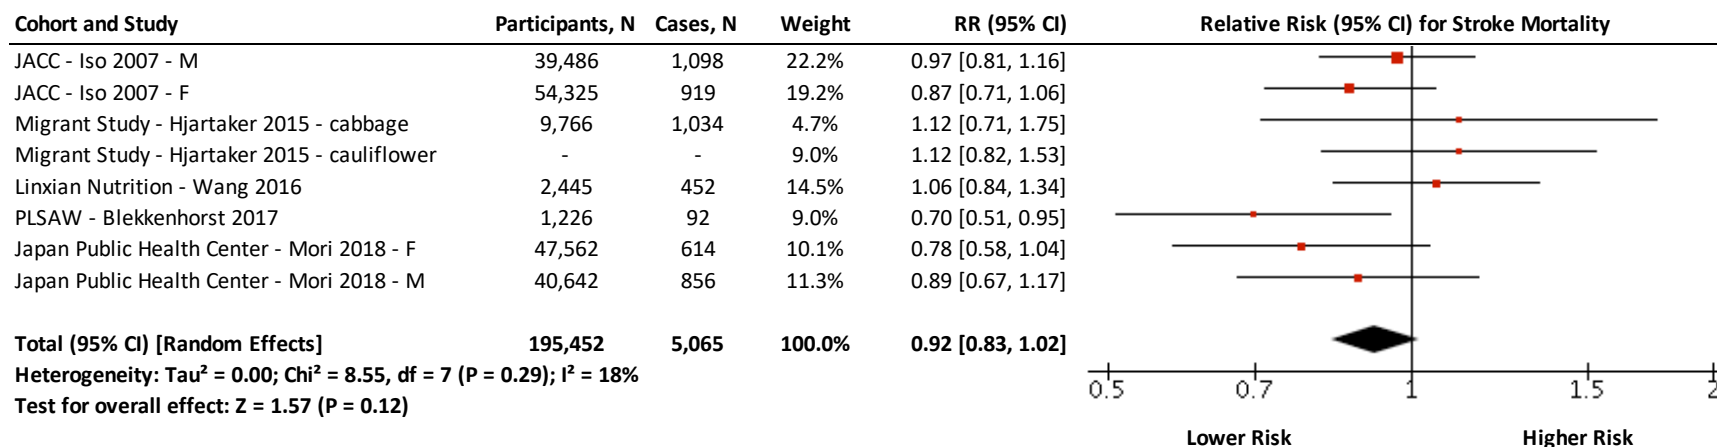 Cohort and Study Participants, N Cases, N Weight RR (95% CI) Relative Risk (95% CI) for Stroke Mortality
JACC - Iso 2007 - M 39,486 1,098 22.2% 0.97 [0.81, 1.16]
JACC - Iso 2007 - F 54,325 919 19.2% 0.87 [0.71, 1.06]
Migrant Study - Hjartaker 2015 - cabbage 9,766 1,034 4.7% 1.12 [0.71, 1.75]
Migrant Study - Hjartaker 2015 - cauliflower - - 9.0% 1.12 [0.82, 1.53]
Linxian Nutrition - Wang 2016 2,445 452 14.5% 1.06 [0.84, 1.34]
PLSAW - Blekkenhorst 2017 1,226 92 9.0% 0.70 [0.51, 0.95]
Japan Public Health Center - Mori 2018 - F 47,562 614 10.1% 0.78 [0.58, 1.04]
Japan Public Health Center - Mori 2018 - M 40,642 856 11.3% 0.89 [0.67, 1.17]
Total (95% CI) [Random Effects] 195,452 5,065 100.0% 0.92 [0.83, 1.02]
Heterogeneity: Tau² = 0.00; Chi² = 8.55, df = 7 (P = 0.29); I² = 18%
0.5 0.7 1 1.5 2
Test for overall effect: Z = 1.57 (P = 0.12)
Lower Risk Higher Risk